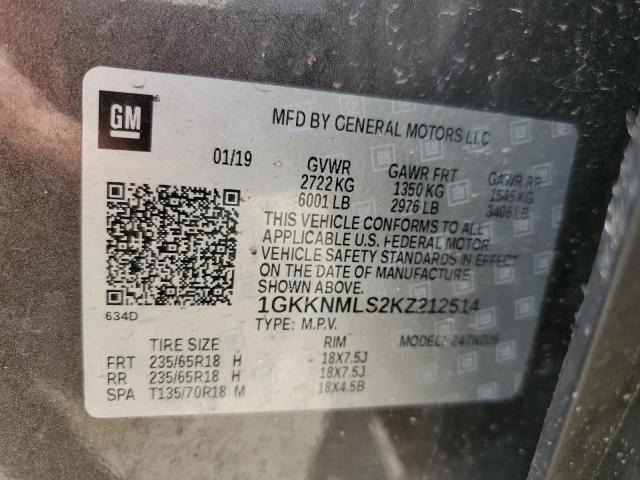 GM
MFD BY GENERAL MOTORS LLC
01/19 GVWR GAWR FRT GAWR RR
2722 KG 1350 KG 1545 KG
6001 LB 2976 LB 3406 LB
THIS VEHICLE CONFORMS TO ALL
APPLICABLE U.S. FEDERAL MOTOR
VEHICLE SAFETY STANDARDS IN EFFECT
ON THE DATE OF MANUFACTURE
SHOWN ABOVE.
634D
1GKKNMLS2KZ212514
TYPE: M.P.V. MODEL: 24TN026
TIRE SIZE RIM
FRT 235/65R18 H 18X7.5J
RR 235/65R18 H 18X7.5J
SPA T135/70R18 M 18X4.5B